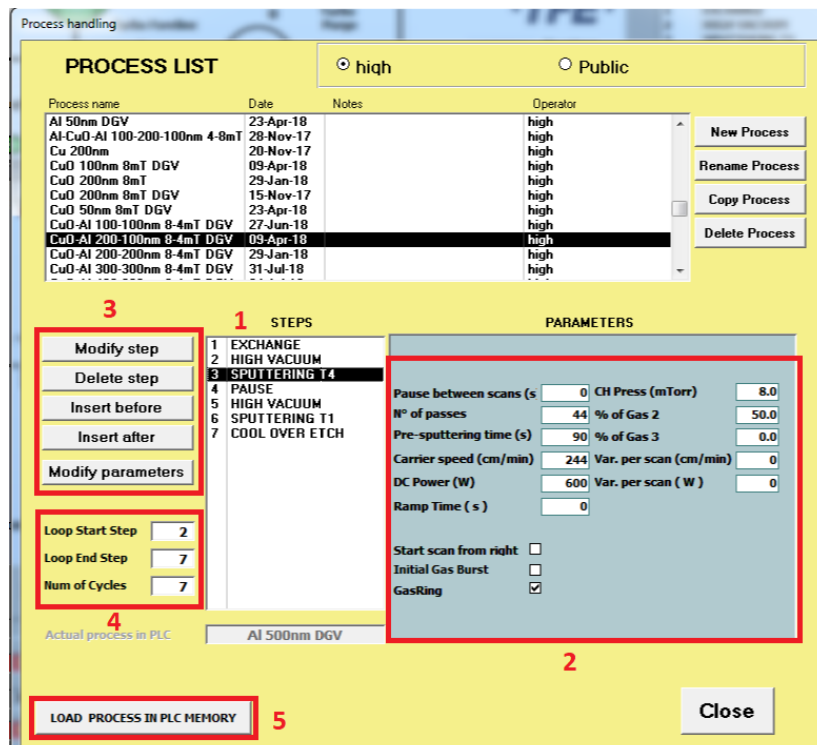 Process handling
PROCESS LIST
high
Public
Process name Date Notes Operator
Al 50nm DGV 23-Apr-18 high
Al-CuO-Al 100-200-100nm 4-8mT 28-Nov-17 high
Cu 200nm 20-Nov-17 high
CuO 100nm 8mT DGV 09-Apr-18 high
CuO 200nm 8mT 29-Jan-18 high
CuO 200nm 8mT DGV 15-Nov-17 high
CuO 50nm 8mT DGV 23-Apr-18 high
CuO-Al 100-100nm 8-4mT DGV 27-Jun-18 high
CuO-Al 200-100nm 8-4mT DGV 09-Apr-18 high
CuO-Al 200-200nm 8-4mT DGV 29-Jan-18 high
CuO-Al 300-300nm 8-4mT DGV 31-Jul-18 high
New Process
Rename Process
Copy Process
Delete Process
3
Modify step
Delete step
Insert before
Insert after
Modify parameters
Loop Start Step 2
Loop End Step 7
Num of Cycles 7
4
1 STEPS
1 EXCHANGE
2 HIGH VACUUM
3 SPUTTERING T4
4 PAUSE
5 HIGH VACUUM
6 SPUTTERING T1
7 COOL OVER ETCH
PARAMETERS
Pause between scans (s 0 CH Press (mTorr) 8.0
N° of passes 44 % of Gas 2 50.0
Pre-sputtering time (s) 90 % of Gas 3 0.0
Carrier speed (cm/min) 244 Var. per scan (cm/min) 0
DC Power (W) 600 Var. per scan ( W ) 0
Ramp Time ( s ) 0
Start scan from right
Initial Gas Burst
GasRing
2
Actual process in PLC Al 500nm DGV
LOAD PROCESS IN PLC MEMORY
5
Close